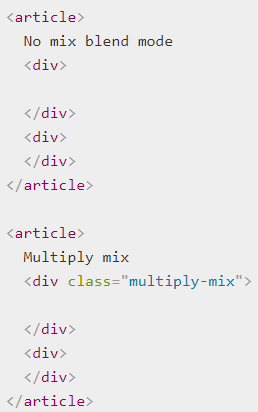 <article>
  No mix blend mode
  <div>

  </div>
  <div>
  </div>
</article>

<article>
  Multiply mix
  <div class="multiply-mix">

  </div>
  <div>
  </div>
</article>